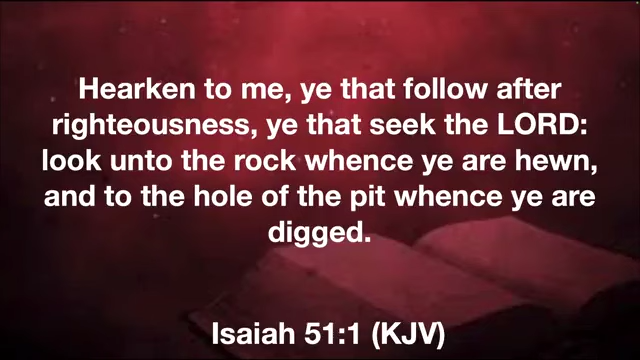 Hearken to me, ye that follow after
righteousness, ye that seek the LORD:
look unto the rock whence ye are hewn,
and to the hole of the pit whence ye are
digged.
Isaiah 51:1 (KJV)